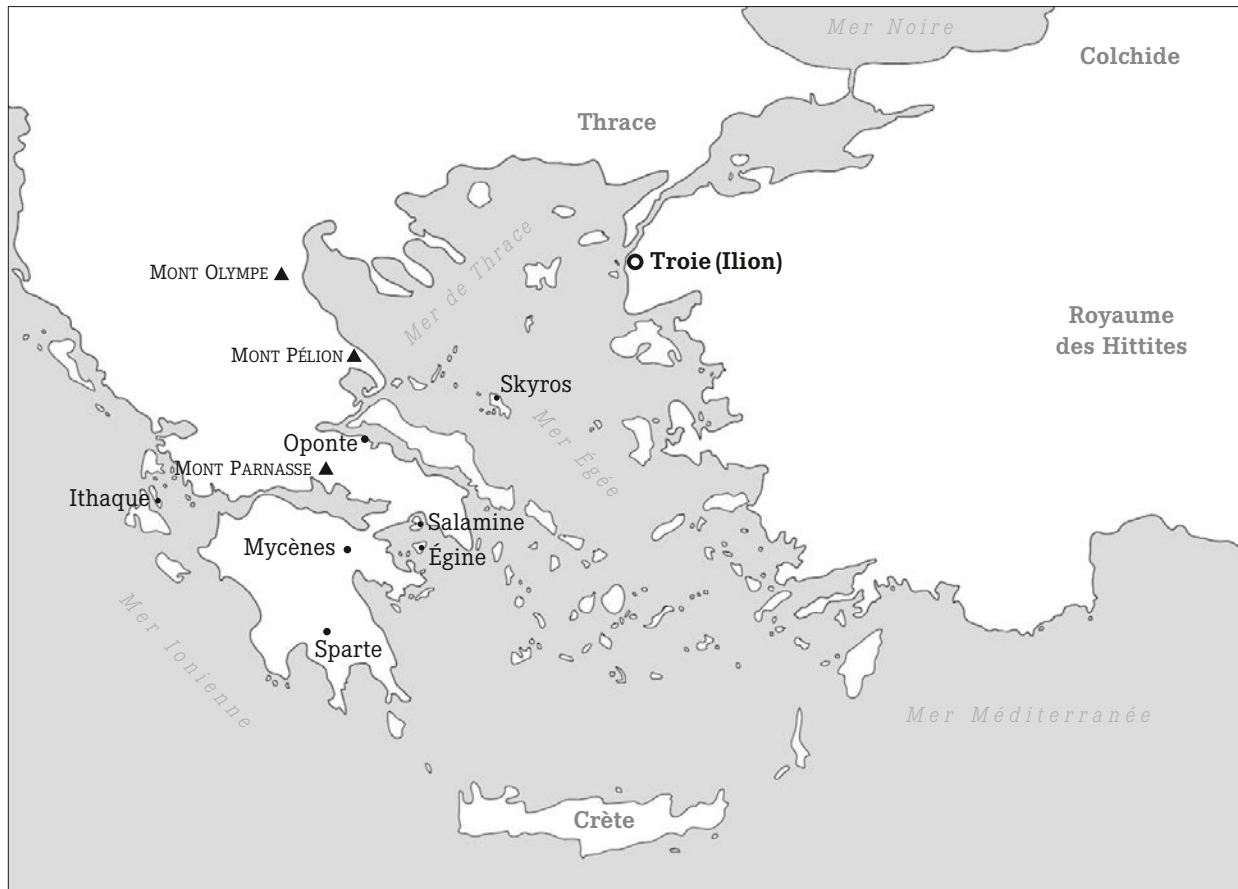 Mer Noire
Colchide
Thrace
Mer de Thrace
Troie (Ilion)
MONT OLYMPE
Royaume
des Hittites
MONT PÉLION
Skyros
Mer Égée
Oponte
MONT PARNASSE
Ithaque
Salamine
Mycènes
Égine
Mer Ionienne
Sparte
Mer Méditerranée
Crète